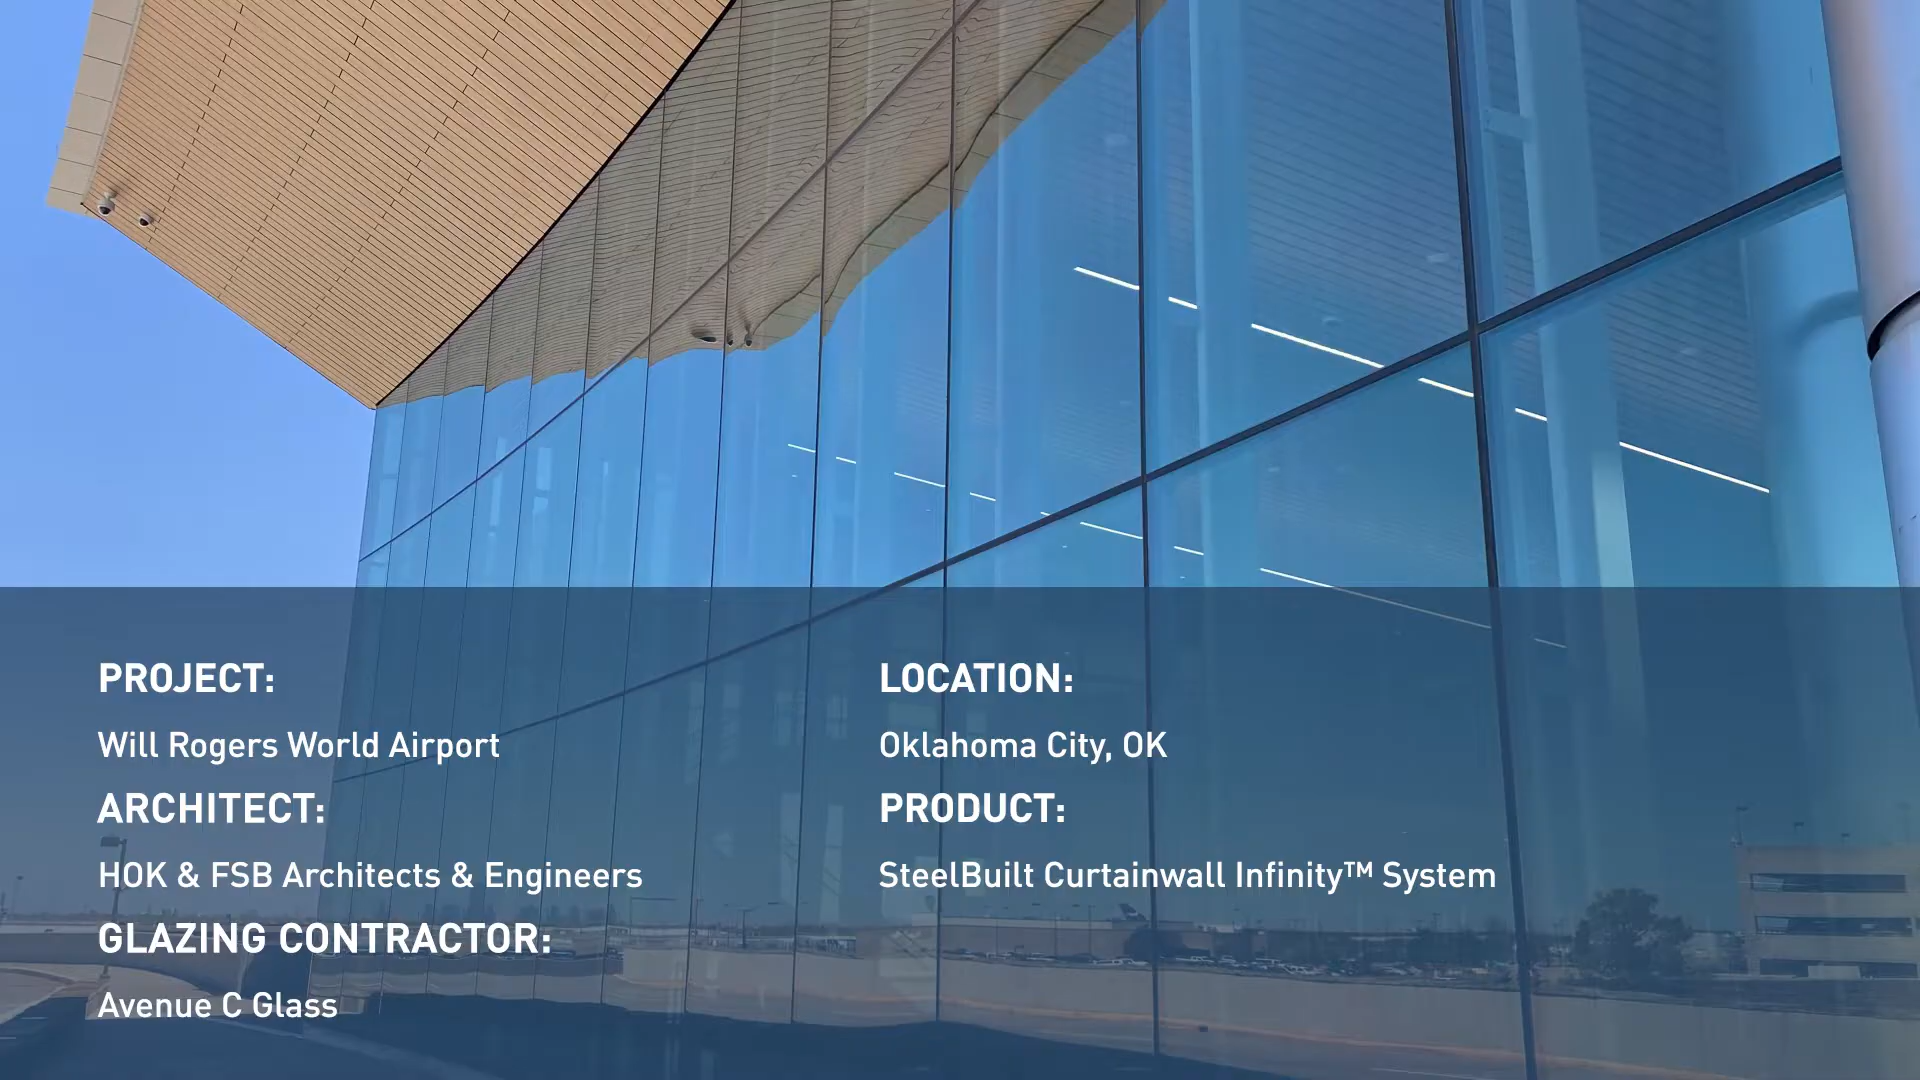 PROJECT:
Will Rogers World Airport
ARCHITECT:
HOK & FSB Architects & Engineers
GLAZING CONTRACTOR:
Avenue C Glass
LOCATION:
Oklahoma City, OK
PRODUCT:
SteelBuilt Curtainwall Infinity™ System